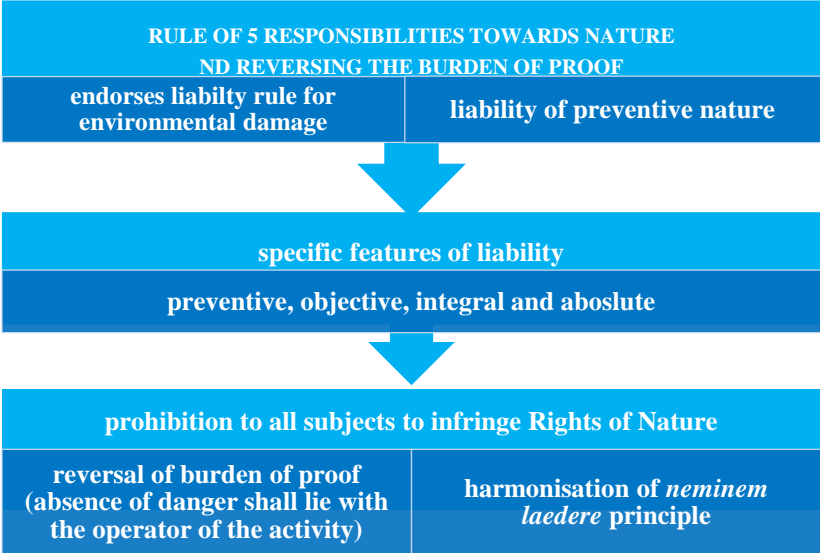 RULE OF 5 RESPONSIBILITIES TOWARDS NATURE
ND REVERSING THE BURDEN OF PROOF
endorses liabilty rule for
environmental damage
liability of preventive nature
specific features of liability
preventive, objective, integral and aboslute
prohibition to all subjects to infringe Rights of Nature
reversal of burden of proof
(absence of danger shall lie with
the operator of the activity)
harmonisation of neminem
laedere principle